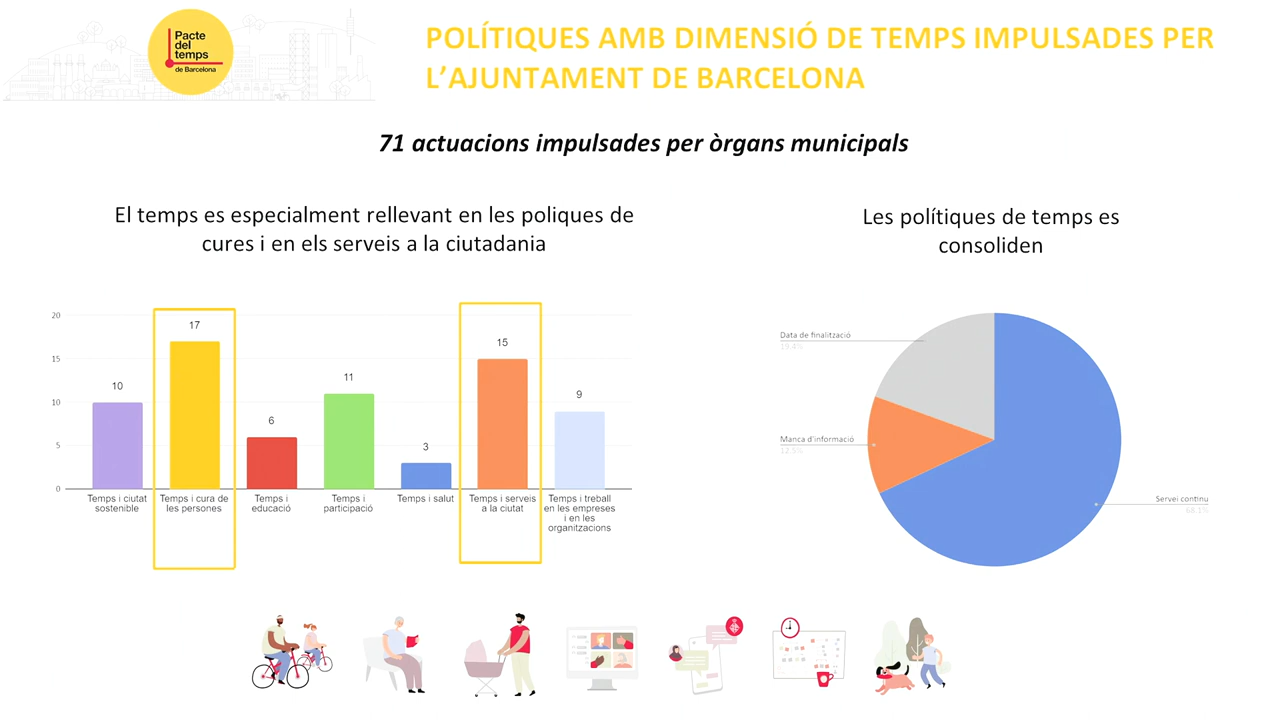 Pacte
del
temps
de Barcelona
POLÍTIQUES AMB DIMENSIÓ DE TEMPS IMPULSADES PER
L’AJUNTAMENT DE BARCELONA
71 actuacions impulsades per òrgans municipals
El temps es especialment rellevant en les poliques de
cures i en els serveis a la ciutadania
20
15
10
5
0
10
17
6
11
3
15
9
Temps i ciutat
sostenible
Temps i cura de
les persones
Temps i
educació
Temps i
participació
Temps i salut
Temps i serveis
a la ciutat
Temps i treball
en les empreses
i en les
organitzacions
Les polítiques de temps es
consoliden
Data de finalització
19,4%
Manca d'informació
12,5%
Servei continu
68,1%